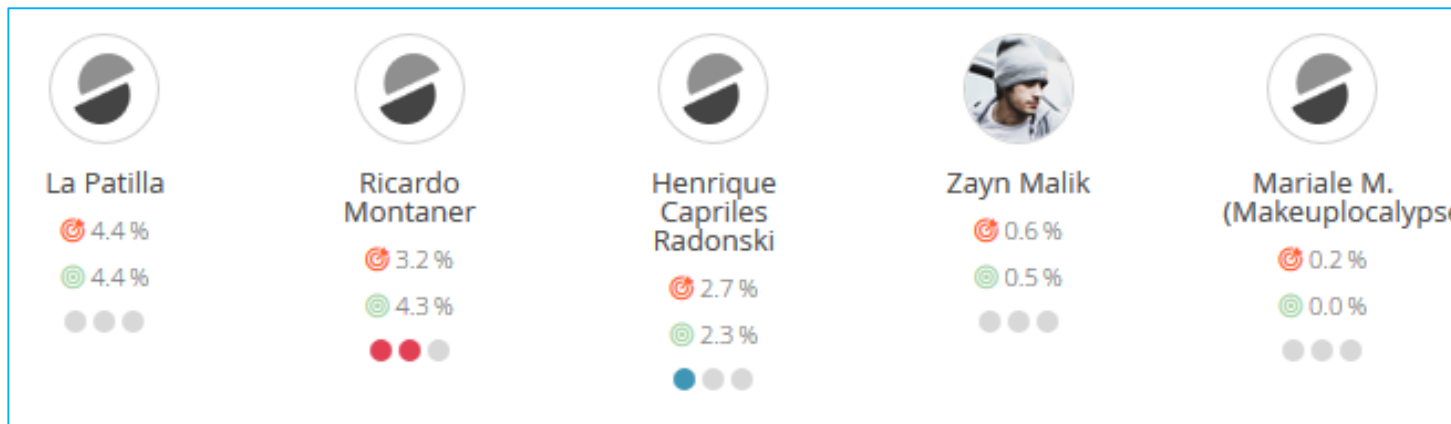 La Patilla
4.4 %
4.4 %
Ricardo
Montaner
3.2 %
4.3 %
Henrique
Capriles
Radonski
2.7 %
2.3 %
Zayn Malik
0.6 %
0.5 %
Mariale M.
(Makeuplocalypse
0.2 %
0.0 %